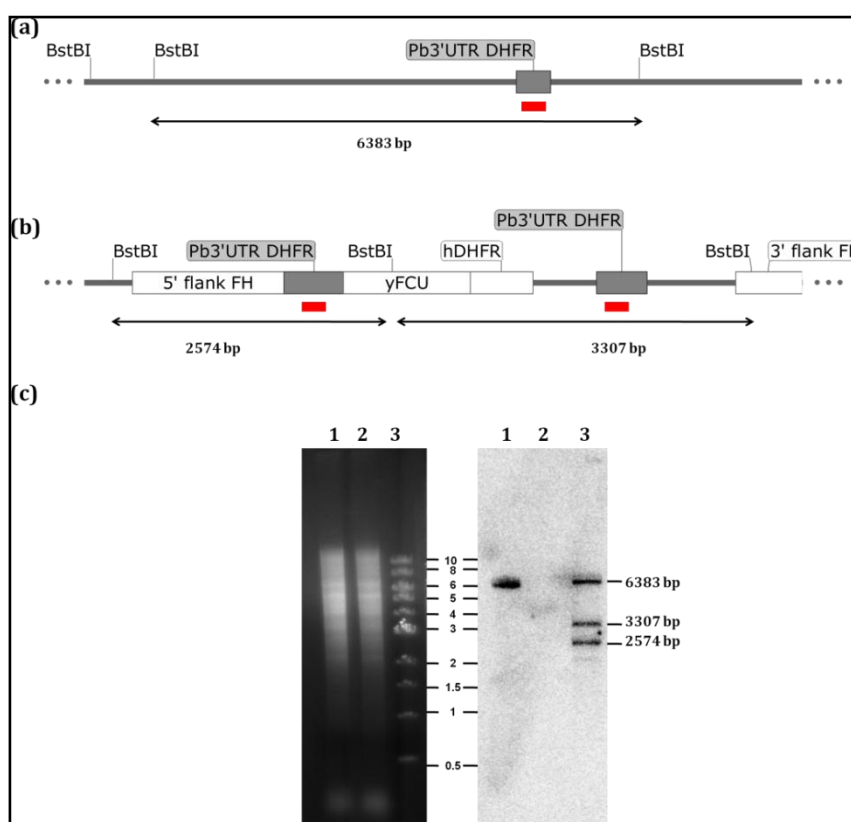 (a)
Pb3'UTR DHFR
BstBI BstBI BstBI
6383 bp
(b)
Pb3'UTR DHFR
BstBI Pb3'UTR DHFR BstBI hDHFR BstBI 3' flank FH
5' flank FH yFCU
2574 bp 3307 bp
(c)
1 2 3 1 2 3
10
8
6 6383 bp
5
4
3 3307 bp
2574 bp
2
1.5
1
0.5